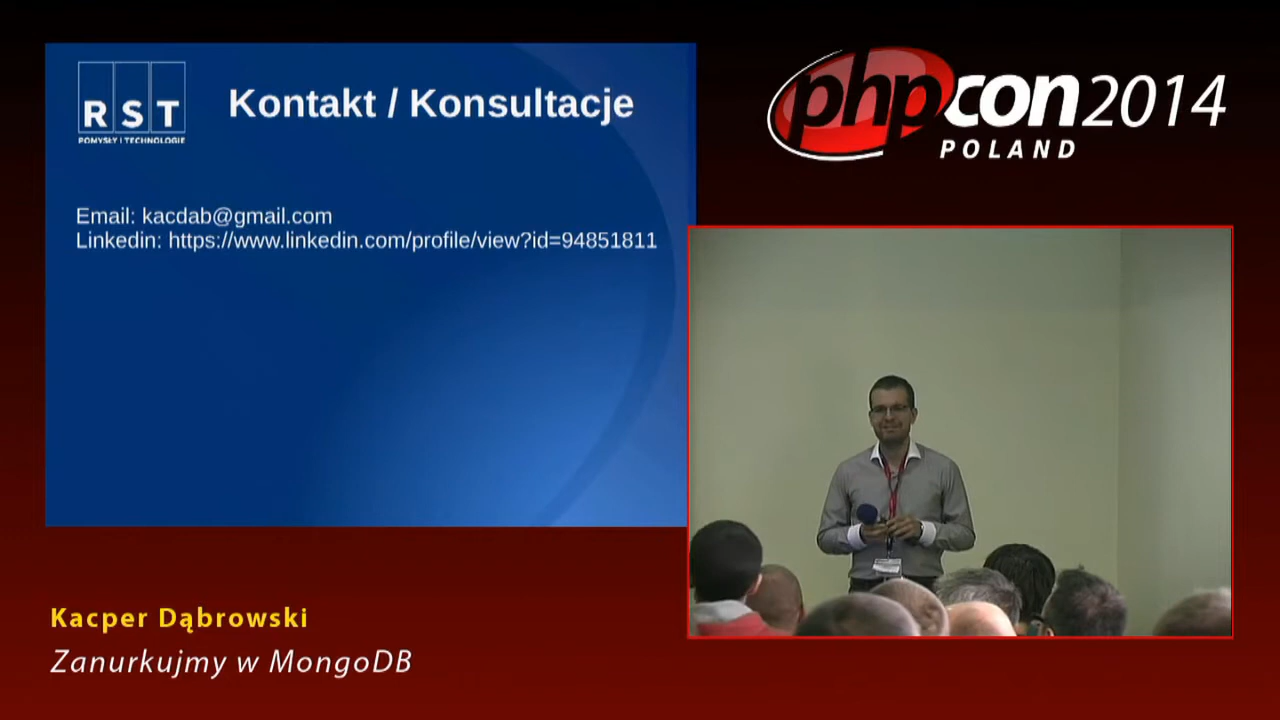 RST
POMYSŁY I TECHNOLOGIE
Kontakt / Konsultacje
Email: kacdab@gmail.com
Linkedin: https://www.linkedin.com/profile/view?id=94851811
phpcon2014
POLAND
Kacper Dąbrowski
Zanurkujmy w MongoDB